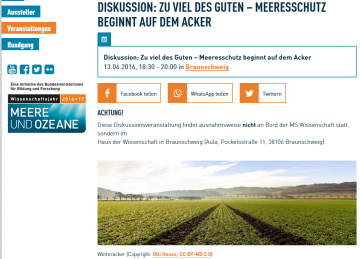 Aussteller
Veranstaltungen
Rundgang
Eine Initiative des Bundesministeriums
für Bildung und Forschung
Wissenschaftsjahr 2016*17
MEERE
UND OZEANE
DISKUSSION: ZU VIEL DES GUTEN – MEERESSCHUTZ
BEGINNT AUF DEM ACKER
Diskussion: Zu viel des Guten – Meeresschutz beginnt auf dem Acker
13.06.2016, 18:30 - 20:00 in Braunschweig
Facebook teilen
WhatsApp teilen
Twittern
ACHTUNG!
Diese Diskussionsveranstaltung findet ausnahmsweise nicht an Bord der MS Wissenschaft statt,
sondern im
Haus der Wissenschaft in Braunschweig (Aula, Pockelsstraße 11, 38106 Braunschweig).
Winteracker (Copyright: Olli Henze, CC BY-ND 2.0)